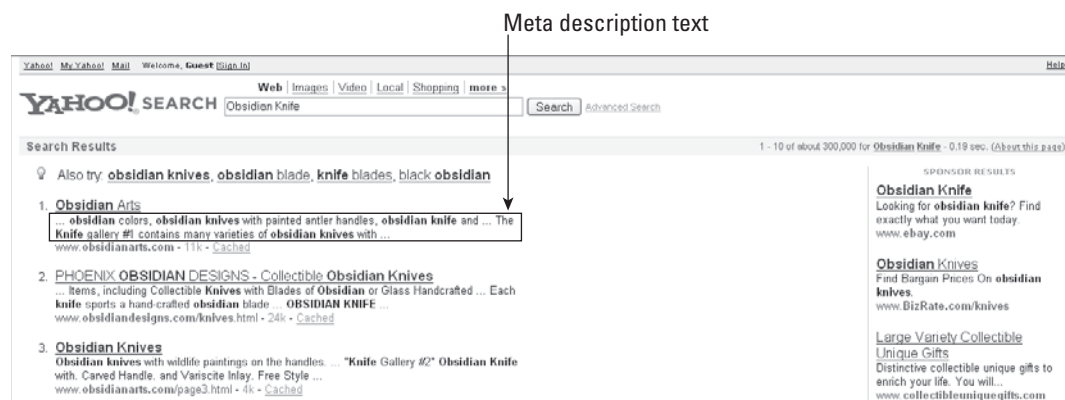 Meta description text
Yahoo! My Yahoo! Mail Welcome, Guest [Sign In] Help
Web | Images | Video | Local | Shopping | more »
YAHOO! SEARCH Obsidian Knife Search Advanced Search
Search Results 1 - 10 of about 300,000 for Obsidian Knife - 0.19 sec. (About this page)
Also try: obsidian knives, obsidian blade, knife blades, black obsidian
1. Obsidian Arts
... obsidian colors, obsidian knives with painted antler handles, obsidian knife and ... The
Knife gallery #1 contains many varieties of obsidian knives with ...
www.obsidianarts.com - 11k - Cached
2. PHOENIX OBSIDIAN DESIGNS - Collectible Obsidian Knives
... Items, including Collectible Knives with Blades of Obsidian or Glass Handcrafted ... Each
knife sports a hand-crafted obsidian blade ... OBSIDIAN KNIFE ...
www.obsidiandesigns.com/knives.html - 24k - Cached
3. Obsidian Knives
Obsidian knives with wildlife paintings on the handles. ... "Knife Gallery #2" Obsidian Knife
with. Carved Handle. and Variscite Inlay. Free Style ...
www.obsidianarts.com/page3.html - 4k - Cached
SPONSOR RESULTS
Obsidian Knife
Looking for obsidian knife? Find
exactly what you want today.
www.ebay.com
Obsidian Knives
Find Bargain Prices On obsidian
knives.
www.BizRate.com/knives
Large Variety Collectible
Unique Gifts
Distinctive collectible unique gifts to
enrich your life. You will...
www.collectibleuniquegifts.com